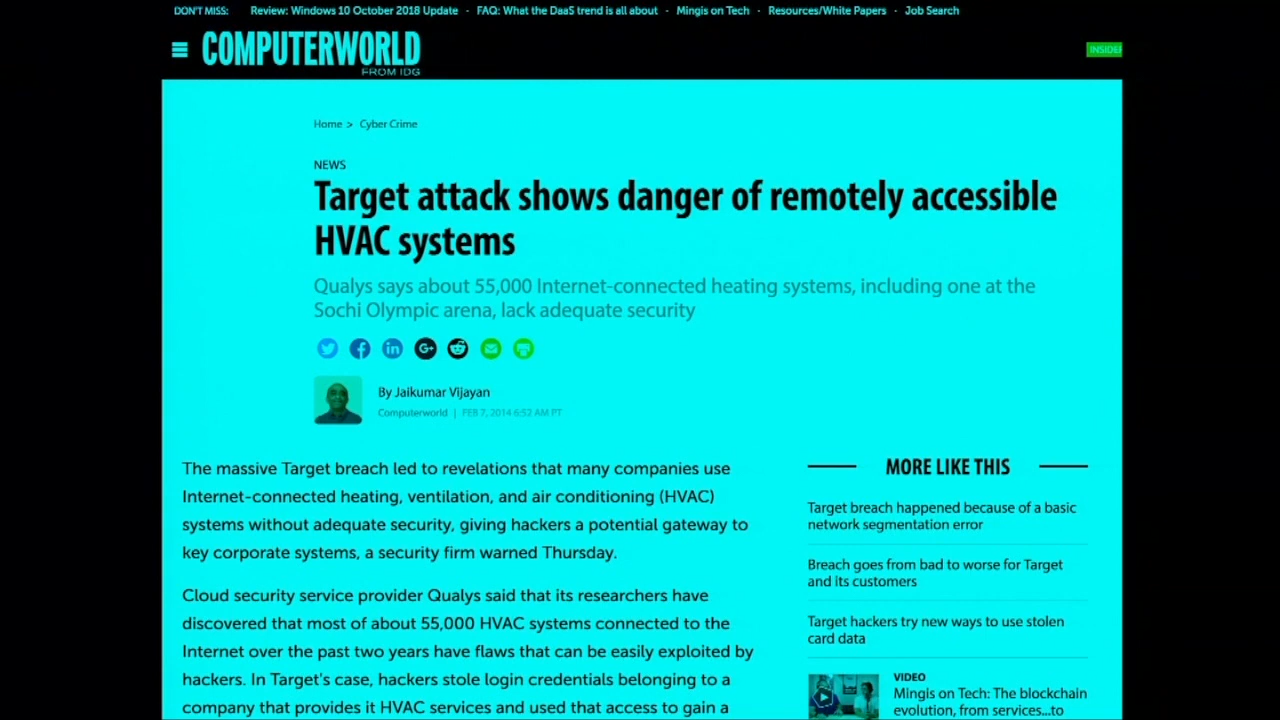 DON'T MISS: Review: Windows 10 October 2018 Update · FAQ: What the DaaS trend is all about · Mingis on Tech · Resources/White Papers · Job Search
COMPUTERWORLD
FROM IDG
INSIDER
Home > Cyber Crime
NEWS
Target attack shows danger of remotely accessible
HVAC systems
Qualys says about 55,000 Internet-connected heating systems, including one at the
Sochi Olympic arena, lack adequate security
By Jaikumar Vijayan
Computerworld | FEB 7, 2014 6:52 AM PT
The massive Target breach led to revelations that many companies use
Internet-connected heating, ventilation, and air conditioning (HVAC)
systems without adequate security, giving hackers a potential gateway to
key corporate systems, a security firm warned Thursday.
Cloud security service provider Qualys said that its researchers have
discovered that most of about 55,000 HVAC systems connected to the
Internet over the past two years have flaws that can be easily exploited by
hackers. In Target's case, hackers stole login credentials belonging to a
company that provides it HVAC services and used that access to gain a
MORE LIKE THIS
Target breach happened because of a basic
network segmentation error
Breach goes from bad to worse for Target
and its customers
Target hackers try new ways to use stolen
card data
VIDEO
Mingis on Tech: The blockchain
evolution, from services...to